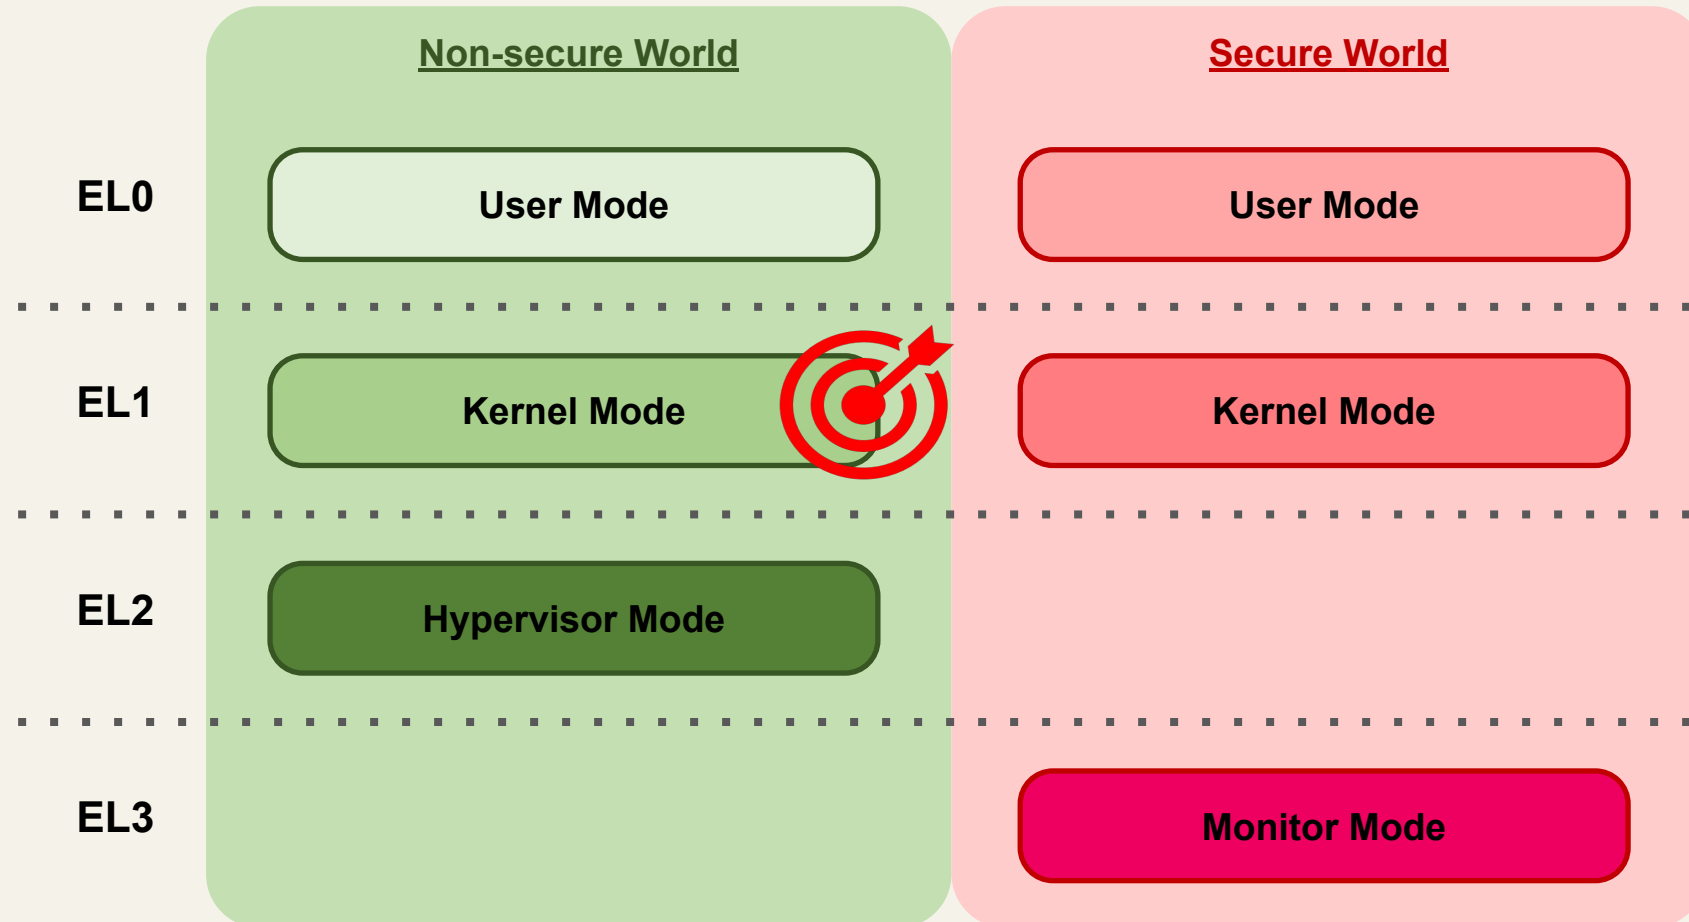 Non-secure World
Secure World
EL0
User Mode
User Mode
EL1
Kernel Mode
Kernel Mode
EL2
Hypervisor Mode
EL3
Monitor Mode